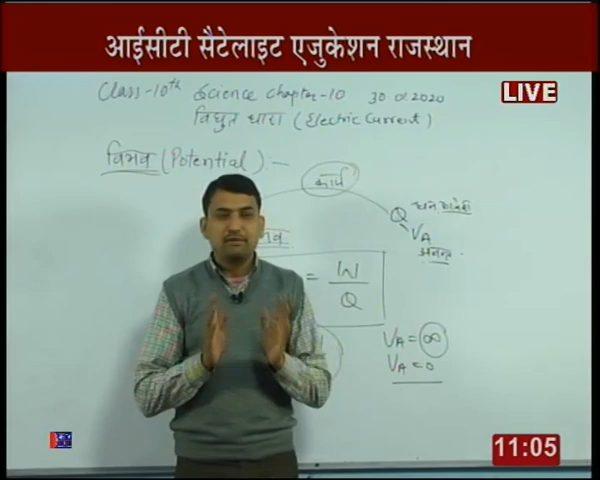 आईसीटी सैटेलाइट एजुकेशन राजस्थान
LIVE
Class-10th Science Chapter-10 30 01.2020
विद्युत धारा (Electric Current)
विभव (Potential) :—
कार्य
Q धन
VA
अनन्त
= W
Q
VA = ∞
VA = 0
11:05